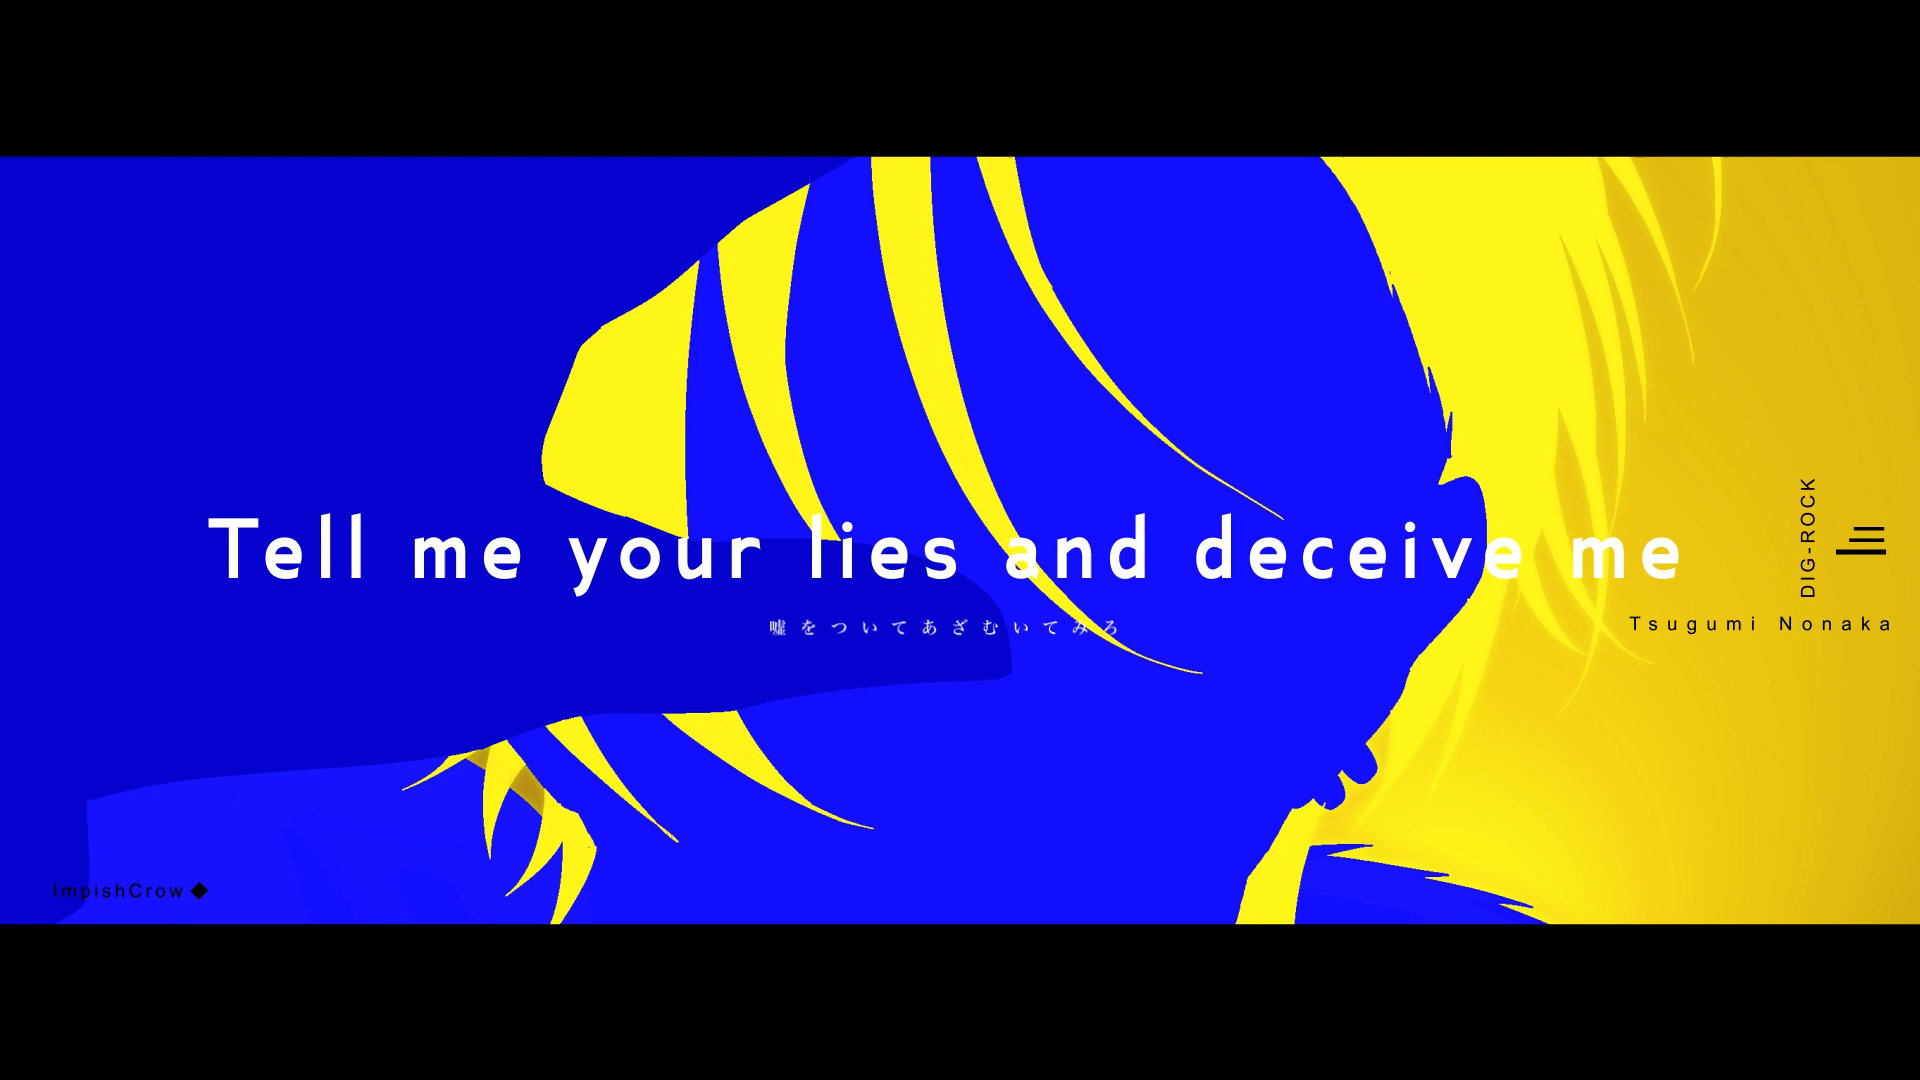 Tell me your lies and deceive me
嘘をついてあざむいてみろ
DIG-ROCK
Tsugumi Nonaka
ImpishCrow